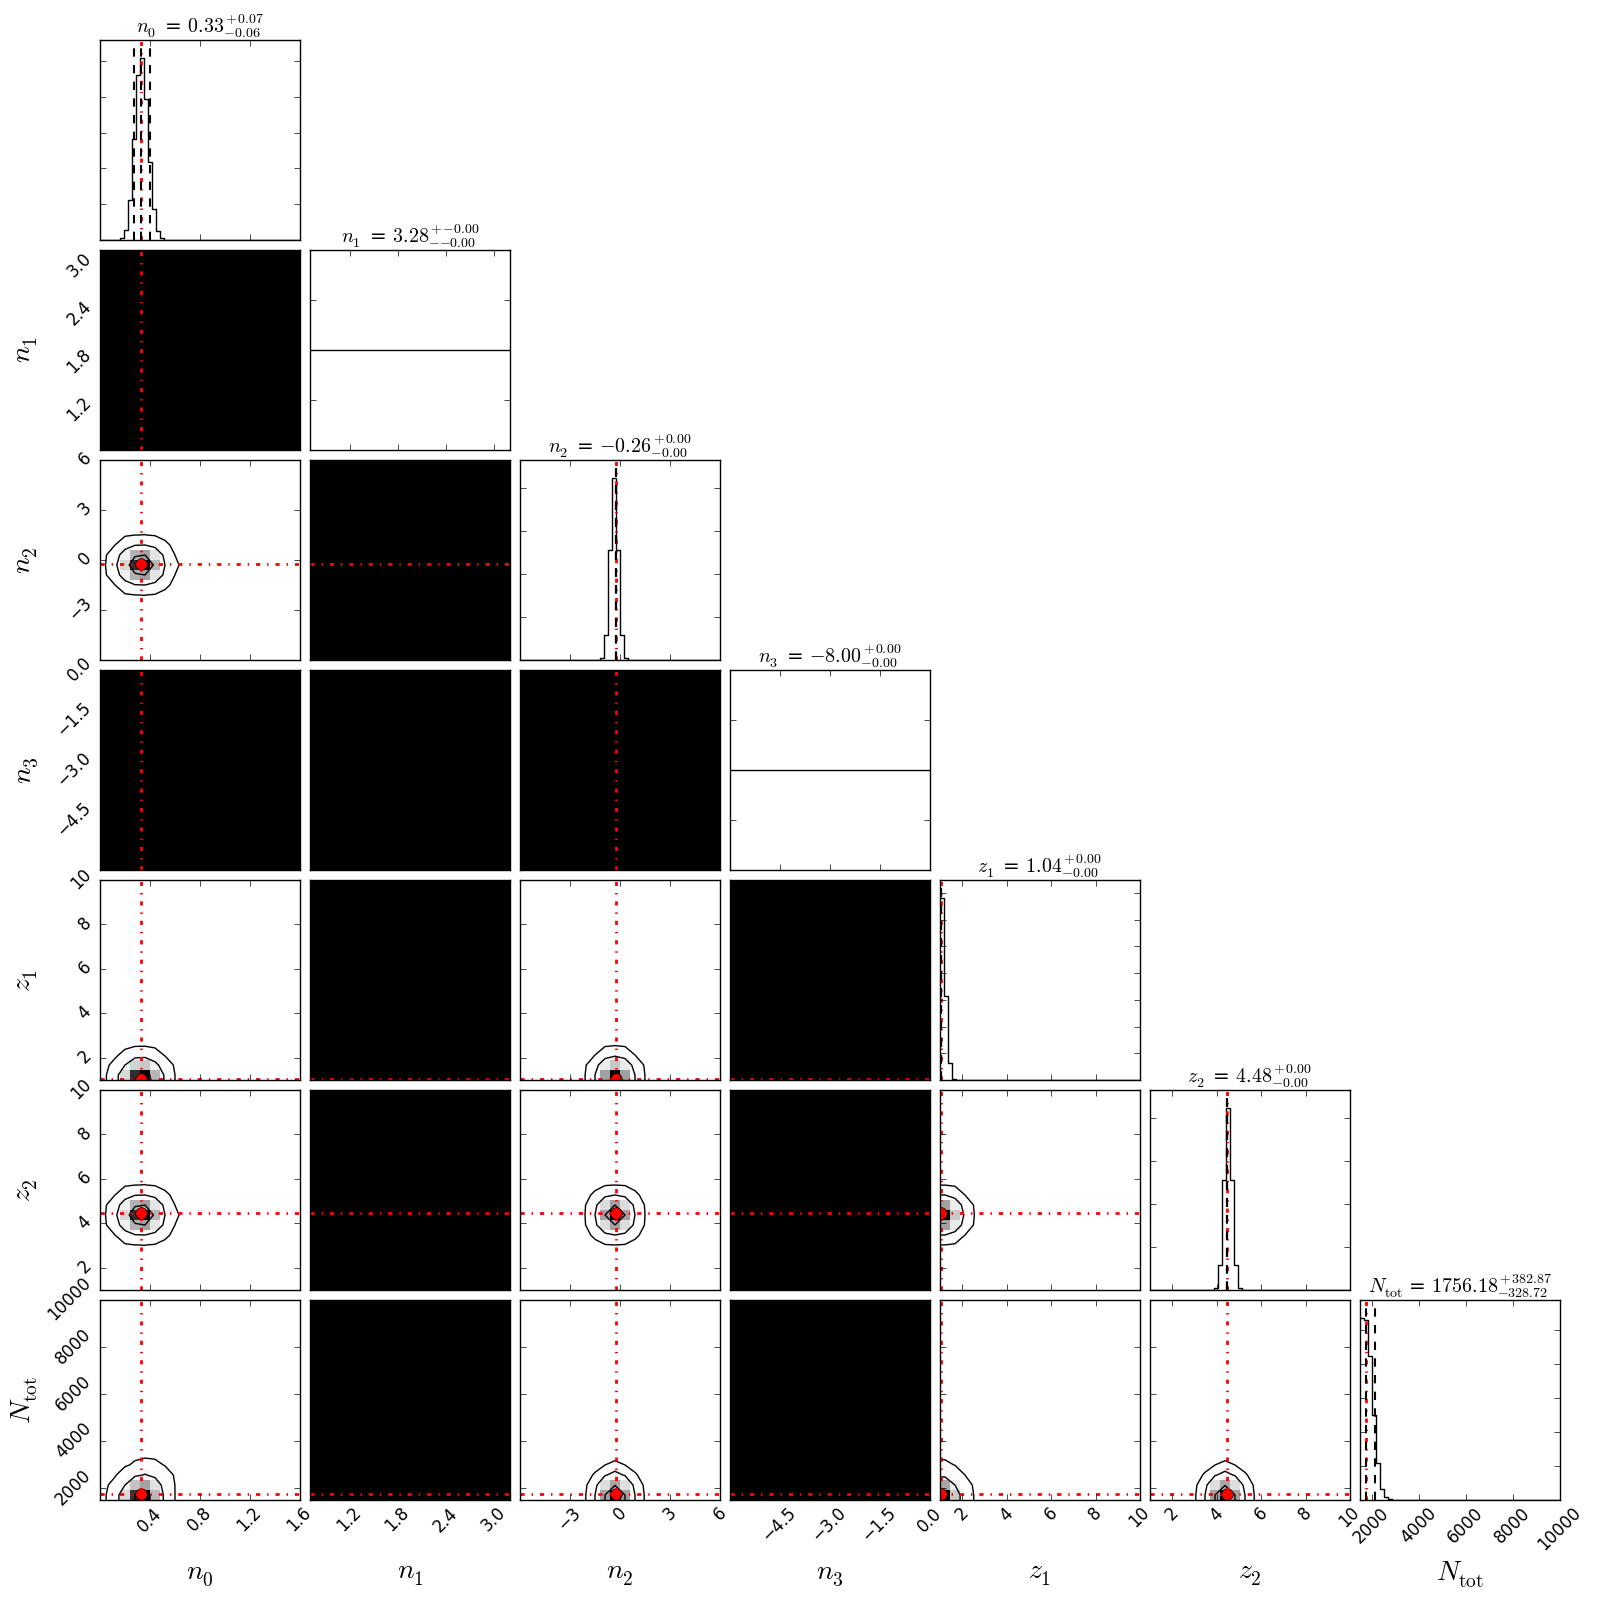 n₀ = 0.33+0.07−0.06
n₁ = 3.28+−0.00−−0.00
3.0
2.4
1.8
1.2
n₁
n₂ = −0.26+0.00−0.00
6
3
0
−3
n₂
n₃ = −8.00+0.00−0.00
0.0
−1.5
−3.0
−4.5
n₃
z₁ = 1.04+0.00−0.00
10
8
6
4
2
z₁
z₂ = 4.48+0.00−0.00
10
8
6
4
2
z₂
Ntot = 1756.18+382.87−328.72
10000
8000
6000
4000
2000
Ntot
0.4 0.8 1.2 1.6
1.2 1.8 2.4 3.0
−3 0 3 6
−4.5 −3.0 −1.5 0.0
2 4 6 8 10
2 4 6 8 10
2000 4000 6000 8000 10000
n₀ n₁ n₂ n₃ z₁ z₂ Ntot